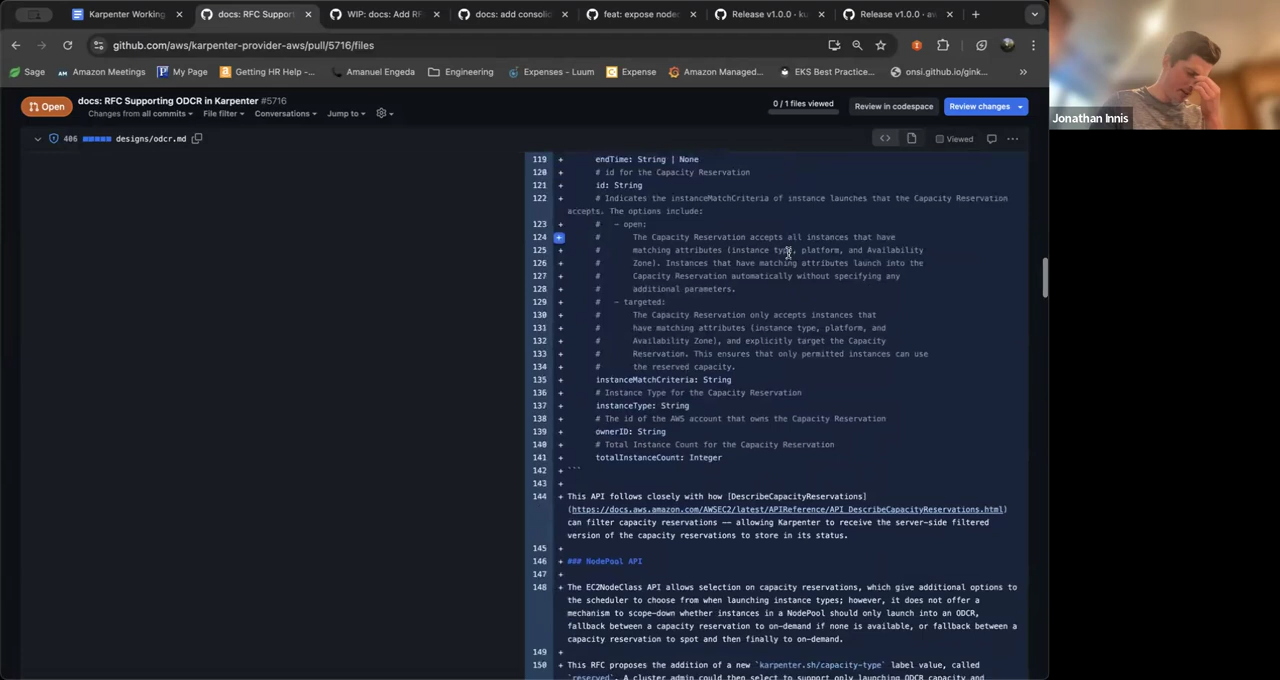 Karpenter Working
docs: RFC Support
WIP: docs: Add RF
docs: add consolid
feat: expose node
Release v1.0.0 · ku
Release v1.0.0 · a
github.com/aws/karpenter-provider-aws/pull/5716/files
Sage
Amazon Meetings
My Page
Getting HR Help -...
Amanuel Engeda
Engineering
Expenses - Luum
Expense
Amazon Managed...
EKS Best Practice...
onsi.github.io/gink...
Open
docs: RFC Supporting ODCR in Karpenter #5716
Changes from all commits
File filter
Conversations
Jump to
0 / 1 files viewed
Review in codespace
Review changes
Jonathan Innis
406
designs/odcr.md
Viewed
119 + endTime: String | None
120 + # id for the Capacity Reservation
121 + id: String
122 + # Indicates the instanceMatchCriteria of instance launches that the Capacity Reservation
accepts. The options include:
123 + # - open:
124 + # The Capacity Reservation accepts all instances that have
125 + # matching attributes (instance type, platform, and Availability
126 + # Zone). Instances that have matching attributes launch into the
127 + # Capacity Reservation automatically without specifying any
128 + # additional parameters.
129 + # - targeted:
130 + # The Capacity Reservation only accepts instances that
131 + # have matching attributes (instance type, platform, and
132 + # Availability Zone), and explicitly target the Capacity
133 + # Reservation. This ensures that only permitted instances can use
134 + # the reserved capacity.
135 + instanceMatchCriteria: String
136 + # Instance Type for the Capacity Reservation
137 + instanceType: String
138 + # The id of the AWS account that owns the Capacity Reservation
139 + ownerID: String
140 + # Total Instance Count for the Capacity Reservation
141 + totalInstanceCount: Integer
142 + ```
143 +
144 + This API follows closely with how [DescribeCapacityReservations]
(https://docs.aws.amazon.com/AWSEC2/latest/APIReference/API_DescribeCapacityReservations.html)
can filter capacity reservations -- allowing Karpenter to receive the server-side filtered
version of the capacity reservations to store in its status.
145 +
146 + ### NodePool API
147 +
148 + The EC2NodeClass API allows selection on capacity reservations, which give additional options to
the scheduler to choose from when launching instance types; however, it does not offer a
mechanism to scope-down whether instances in a NodePool should only launch into an ODCR,
fallback between a capacity reservation to on-demand if none is available, or fallback between a
capacity reservation to spot and then finally to on-demand.
149 +
150 + This RFC proposes the addition of a new `karpenter.sh/capacity-type` label value, called
`reserved`. A cluster admin could then select to support only launching ODCR capacity and